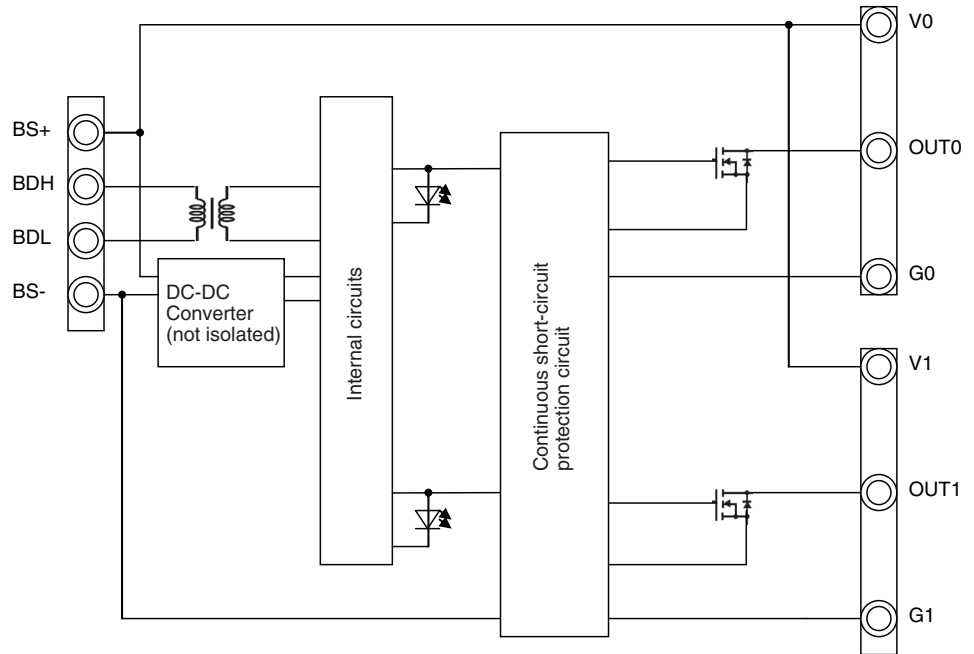 V0
BS+
OUT0
BDH
BDL
G0
BS-
DC-DC
Converter
(not isolated)
Internal circuits
Continuous short-circuit
protection circuit
V1
OUT1
G1